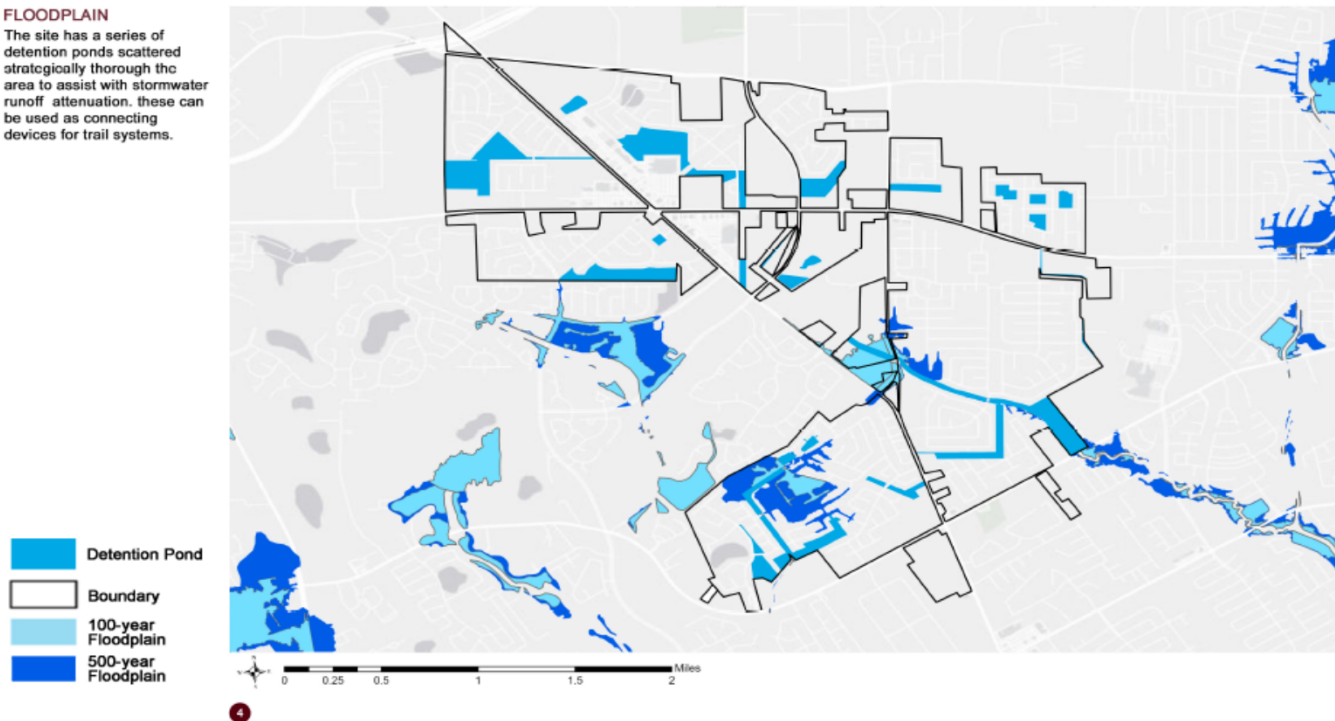 FLOODPLAIN
The site has a series of
detention ponds scattered
strategically thorough the
area to assist with stormwater
runoff attenuation. these can
be used as connecting
devices for trail systems.
Detention Pond
Boundary
100-year
Floodplain
500-year
Floodplain
0 0.25 0.5 1 1.5 2 Miles
4